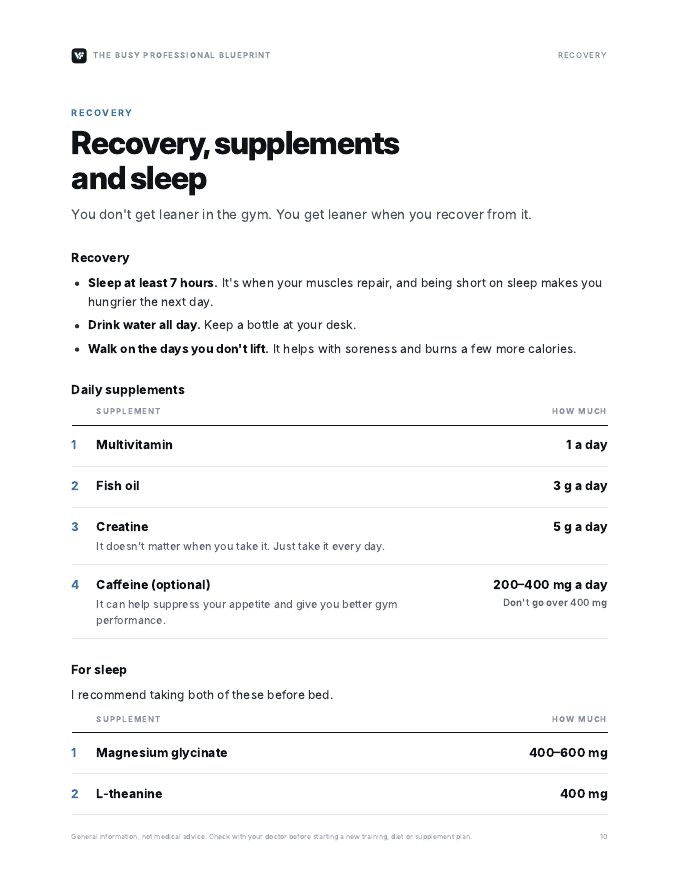 THE BUSY PROFESSIONAL BLUEPRINT
RECOVERY
RECOVERY
Recovery, supplements
and sleep
You don't get leaner in the gym. You get leaner when you recover from it.
Recovery
• Sleep at least 7 hours. It's when your muscles repair, and being short on sleep makes you
hungrier the next day.
• Drink water all day. Keep a bottle at your desk.
• Walk on the days you don't lift. It helps with soreness and burns a few more calories.
Daily supplements
SUPPLEMENT HOW MUCH
1 Multivitamin 1 a day
2 Fish oil 3 g a day
3 Creatine 5 g a day
It doesn't matter when you take it. Just take it every day.
4 Caffeine (optional) 200–400 mg a day
It can help suppress your appetite and give you better gym Don't go over 400 mg
performance.
For sleep
I recommend taking both of these before bed.
SUPPLEMENT HOW MUCH
1 Magnesium glycinate 400–600 mg
2 L-theanine 400 mg
General information, not medical advice. Check with your doctor before starting a new training, diet or supplement plan. 10